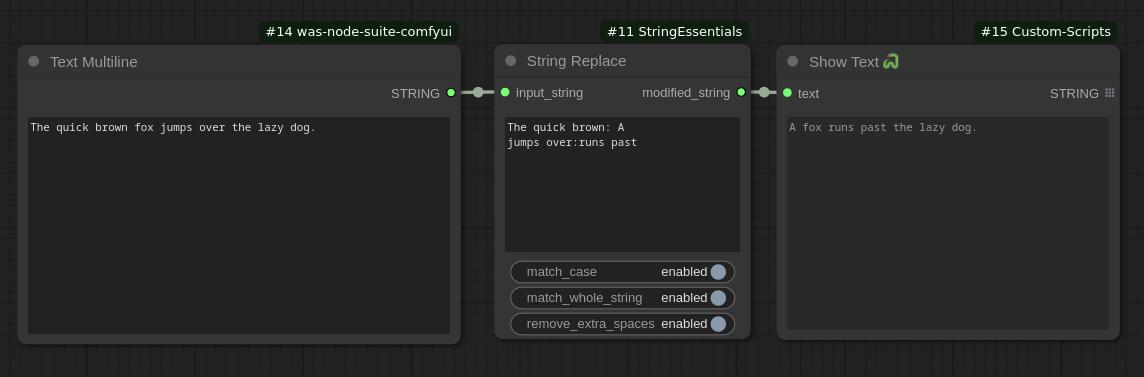 #14 was-node-suite-comfyui
Text Multiline
STRING
The quick brown fox jumps over the lazy dog.
#11 StringEssentials
String Replace
input_string modified_string
The quick brown: A
jumps over:runs past
match_case enabled
match_whole_string enabled
remove_extra_spaces enabled
#15 Custom-Scripts
Show Text 🐍
text STRING
A fox runs past the lazy dog.